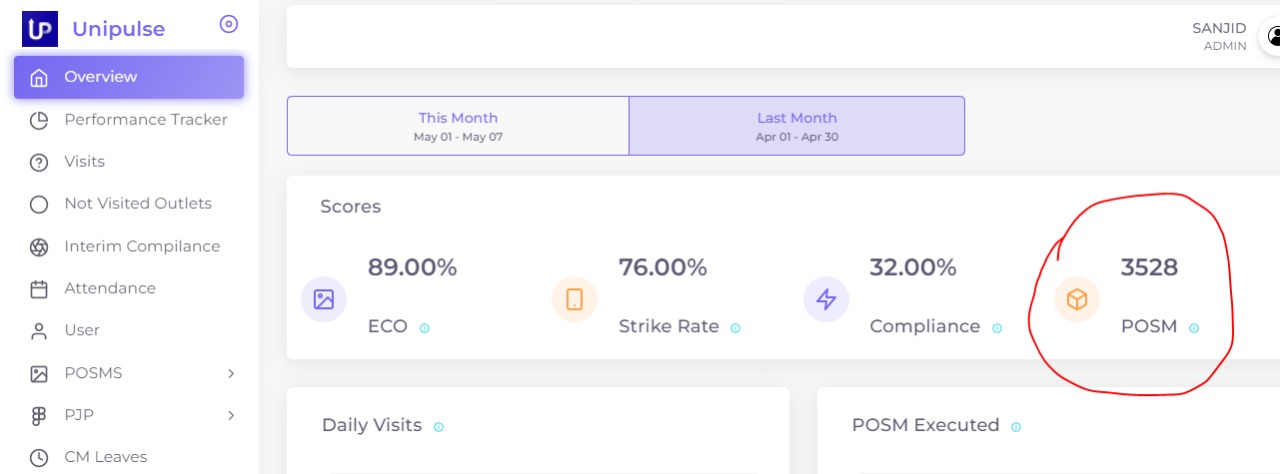 UP Unipulse
Overview
Performance Tracker
Visits
Not Visited Outlets
Interim Compilance
Attendance
User
POSMS
PJP
CM Leaves
SANJID
ADMIN
This Month
May 01 - May 07
Last Month
Apr 01 - Apr 30
Scores
89.00%
ECO
76.00%
Strike Rate
32.00%
Compliance
3528
POSM
Daily Visits
POSM Executed